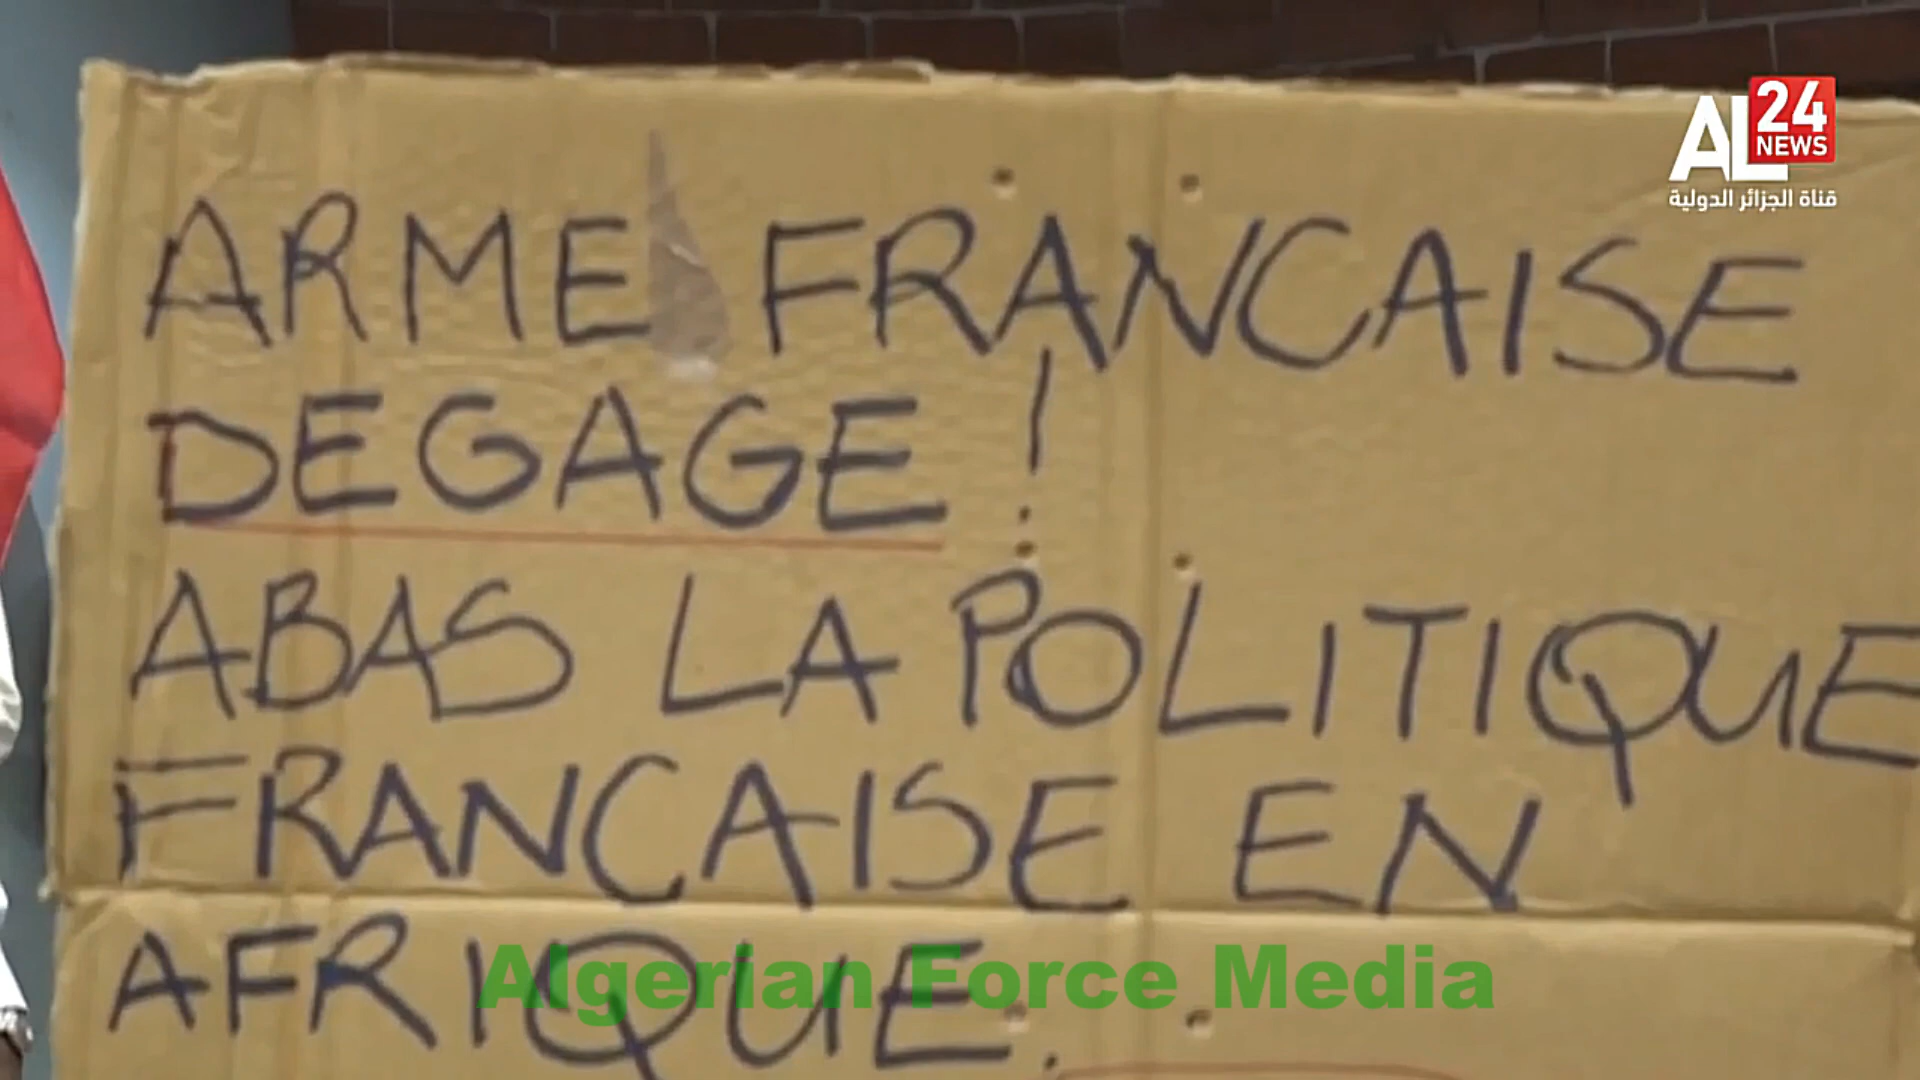 AL 24 NEWS
قناة الجزائر الدولية
ARME FRANCAISE
DEGAGE !
ABAS LA POLITIQUE
FRANCAISE EN
AFRIQUE.
Algerian Force Media